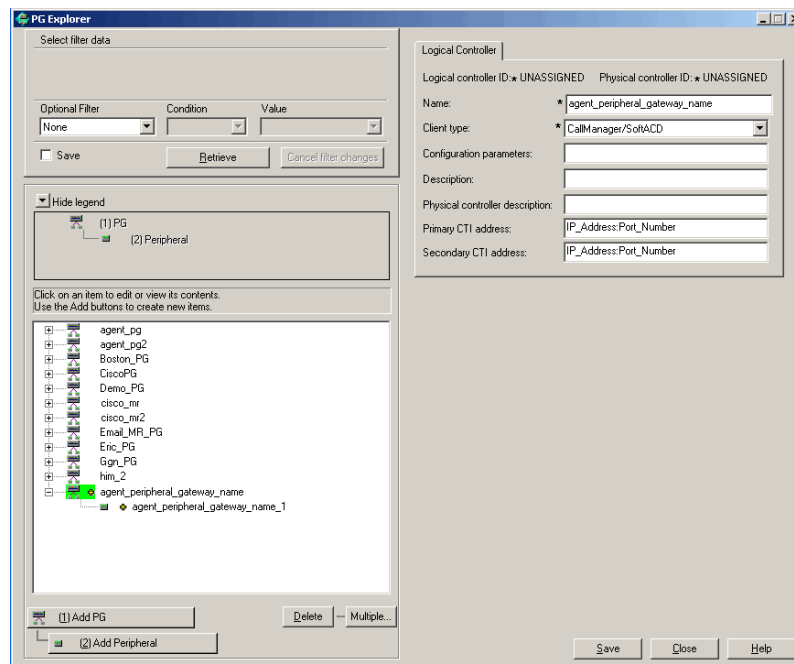 PG Explorer
Select filter data
Optional Filter Condition Value
None
Save Retrieve Cancel filter changes
Hide legend
(1) PG
(2) Peripheral
Click on an item to edit or view its contents.
Use the Add buttons to create new items.
agent_pg
agent_pg2
Boston_PG
CiscoPG
Demo_PG
cisco_mr
cisco_mr2
Email_MR_PG
Eric_PG
Ggn_PG
him_2
agent_peripheral_gateway_name
agent_peripheral_gateway_name_1
(1) Add PG Delete Multiple...
(2) Add Peripheral
Logical Controller
Logical controller ID:* UNASSIGNED Physical controller ID: * UNASSIGNED
Name: * agent_peripheral_gateway_name
Client type: * CallManager/SoftACD
Configuration parameters:
Description:
Physical controller description:
Primary CTI address: IP_Address:Port_Number
Secondary CTI address: IP_Address:Port_Number
Save Close Help